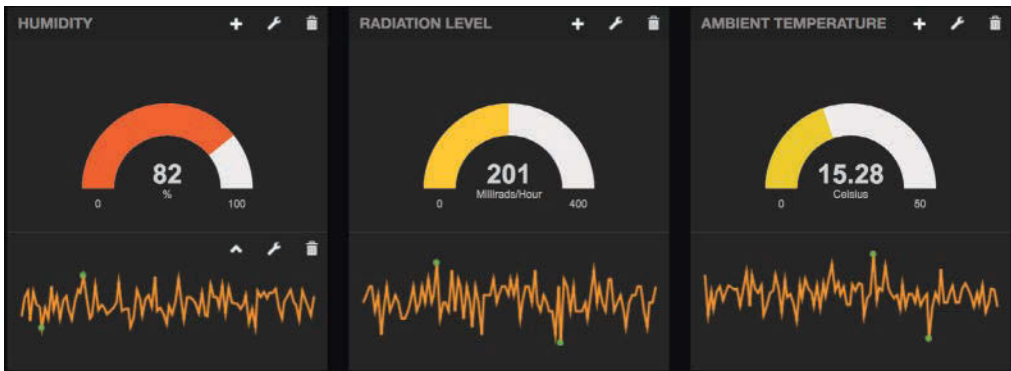 HUMIDITY
82
%
0
100
RADIATION LEVEL
201
Millirads/Hour
0
400
AMBIENT TEMPERATURE
15.28
Celsius
0
50